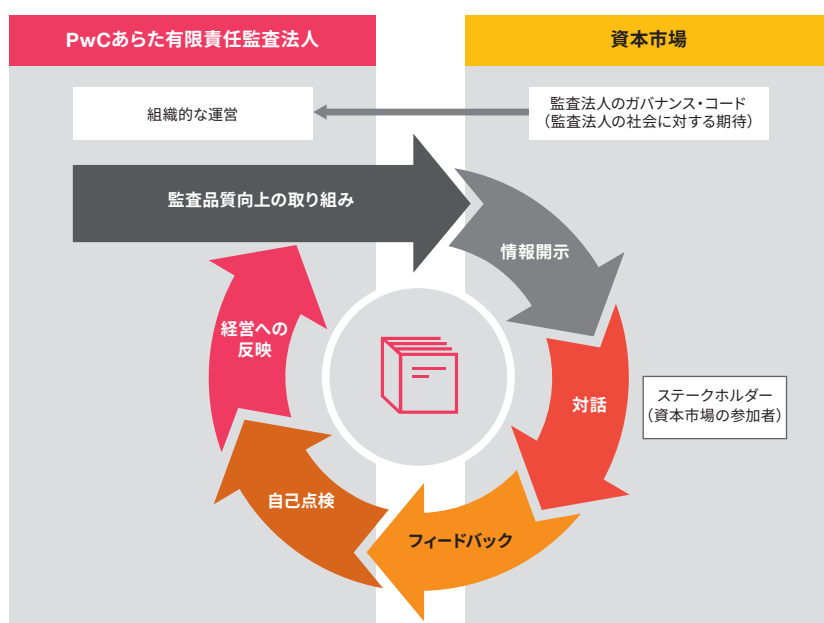 PwCあらた有限責任監査法人
資本市場
組織的な運営
監査法人のガバナンス・コード
（監査法人の社会に対する期待）
監査品質向上の取り組み
情報開示
経営への
反映
対話
ステークホルダー
（資本市場の参加者）
自己点検
フィードバック